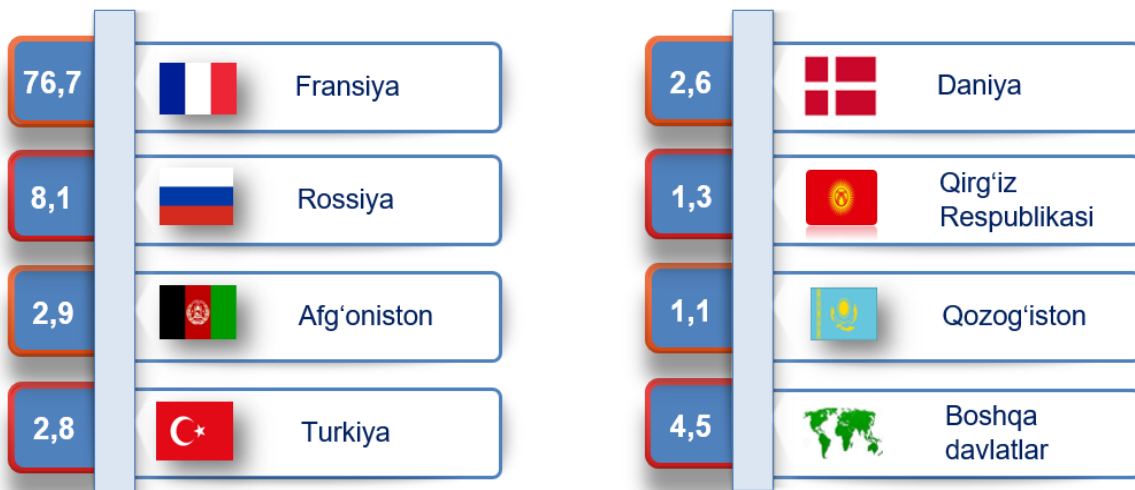 76,7
Fransiya
8,1
Rossiya
2,9
Afg‘oniston
2,8
Turkiya
2,6
Daniya
1,3
Qirg‘iz
Respublikasi
1,1
Qozog‘iston
4,5
Boshqa
davlatlar